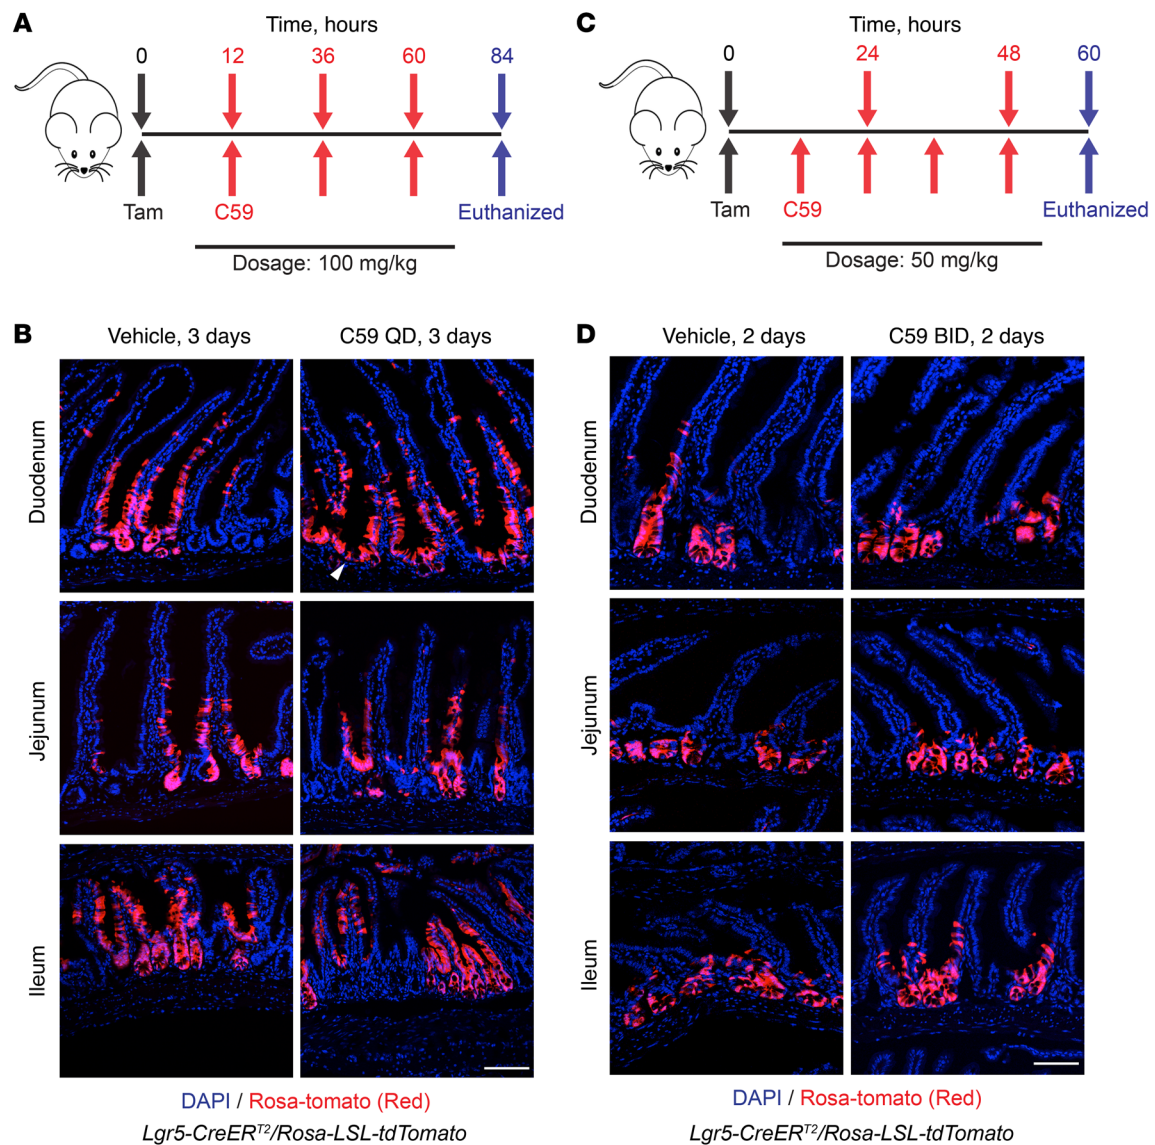 A
Time, hours
0 12 36 60 84
Tam C59 Euthanized
Dosage: 100 mg/kg
C
Time, hours
0 24 48 60
Tam C59 Euthanized
Dosage: 50 mg/kg
B
Vehicle, 3 days C59 QD, 3 days
Duodenum
Jejunum
Ileum
DAPI / Rosa-tomato (Red)
Lgr5-CreERT2/Rosa-LSL-tdTomato
D
Vehicle, 2 days C59 BID, 2 days
Duodenum
Jejunum
Ileum
DAPI / Rosa-tomato (Red)
Lgr5-CreERT2/Rosa-LSL-tdTomato